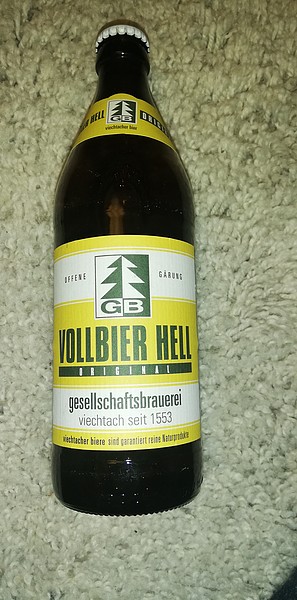 HELL
GB
viechtacher bier
OFFENE GÄRUNG
GB
VOLLBIER HELL
ORIGINAL
gesellschaftsbrauerei
viechtach seit 1553
viechtacher biere sind garantiert reine Naturprodukte